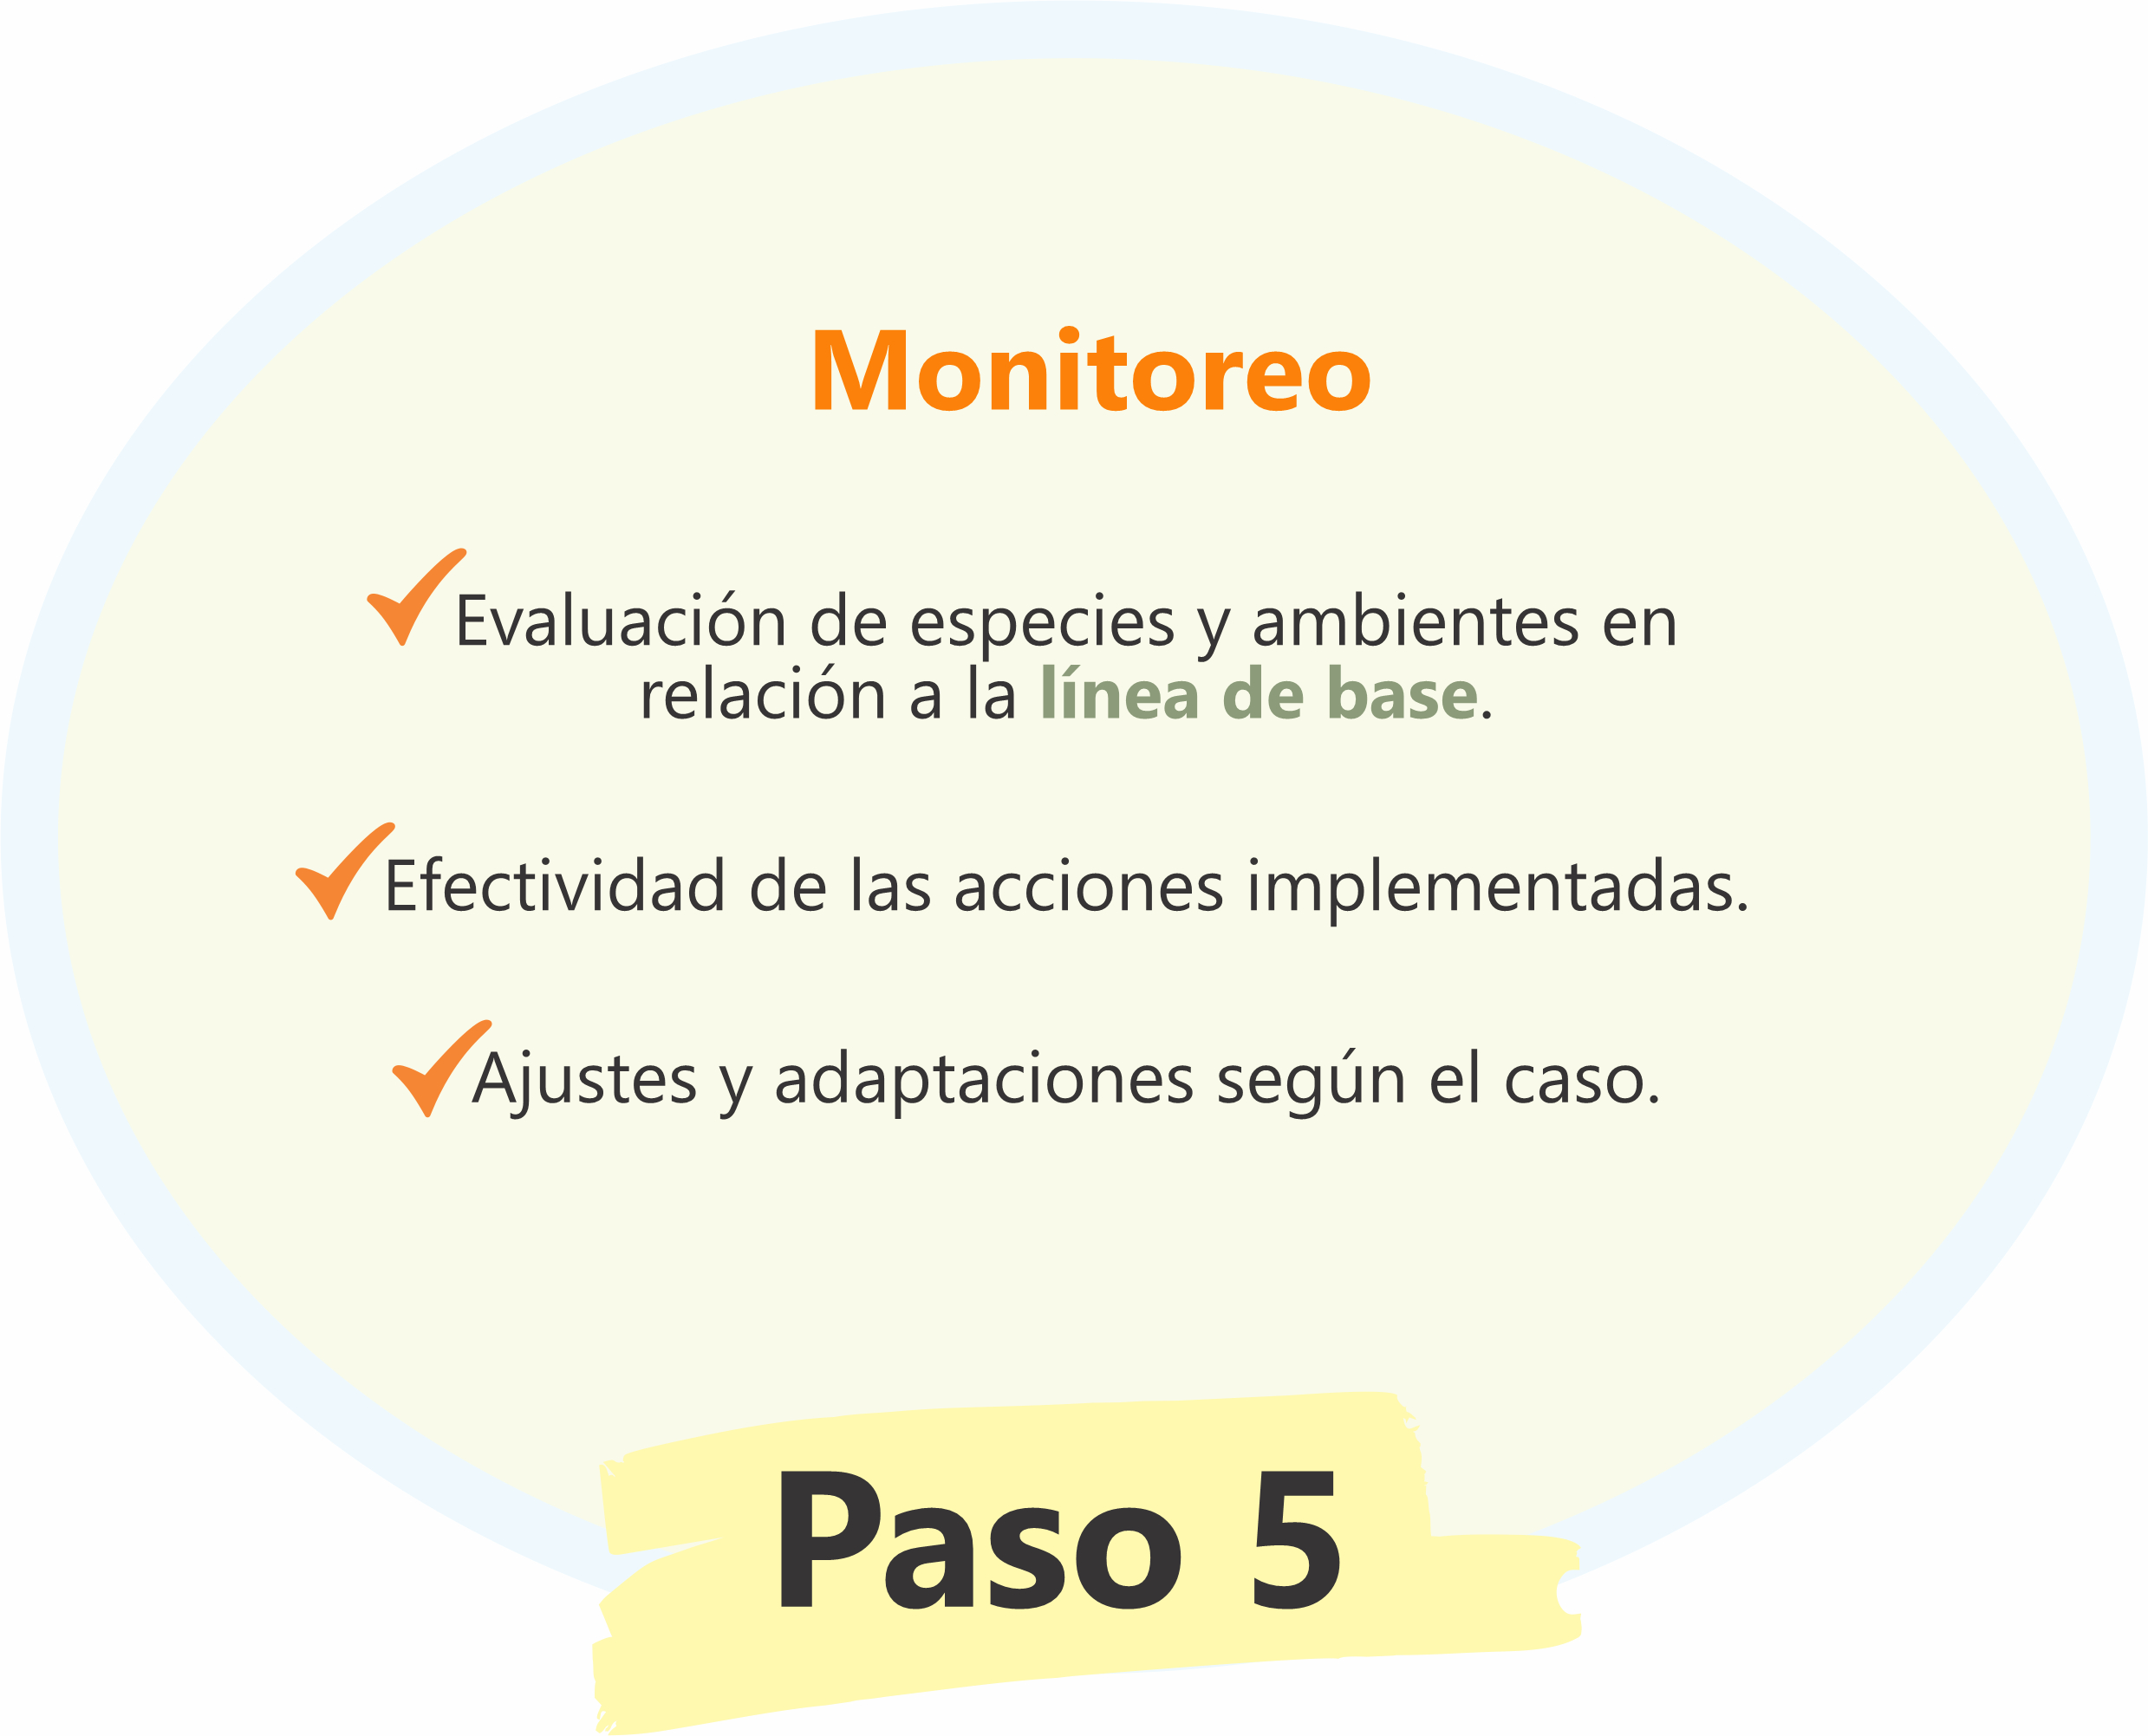 Monitoreo
Evaluación de especies y ambientes en
relación a la línea de base.
Efectividad de las acciones implementadas.
Ajustes y adaptaciones según el caso.
Paso 5